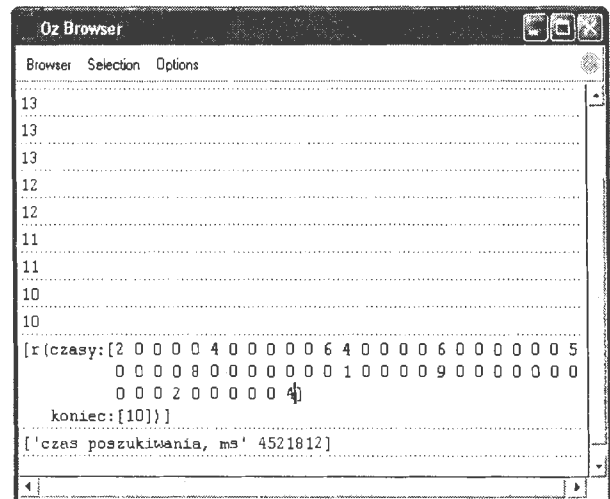 Oz Browser
Browser Selection Options
13
13
13
12
12
11
11
10
10
[r(czasy:[2 0 0 0 0 4 0 0 0 0 0 6 4 0 0 0 0 6 0 0 0 0 0 0 5
0 0 0 0 8 0 0 0 0 0 0 0 1 0 0 0 0 9 0 0 0 0 0 0 0
0 0 0 2 0 0 0 0 0 4]
koniec:[10])]
['czas poszukiwania, ms' 4521812]